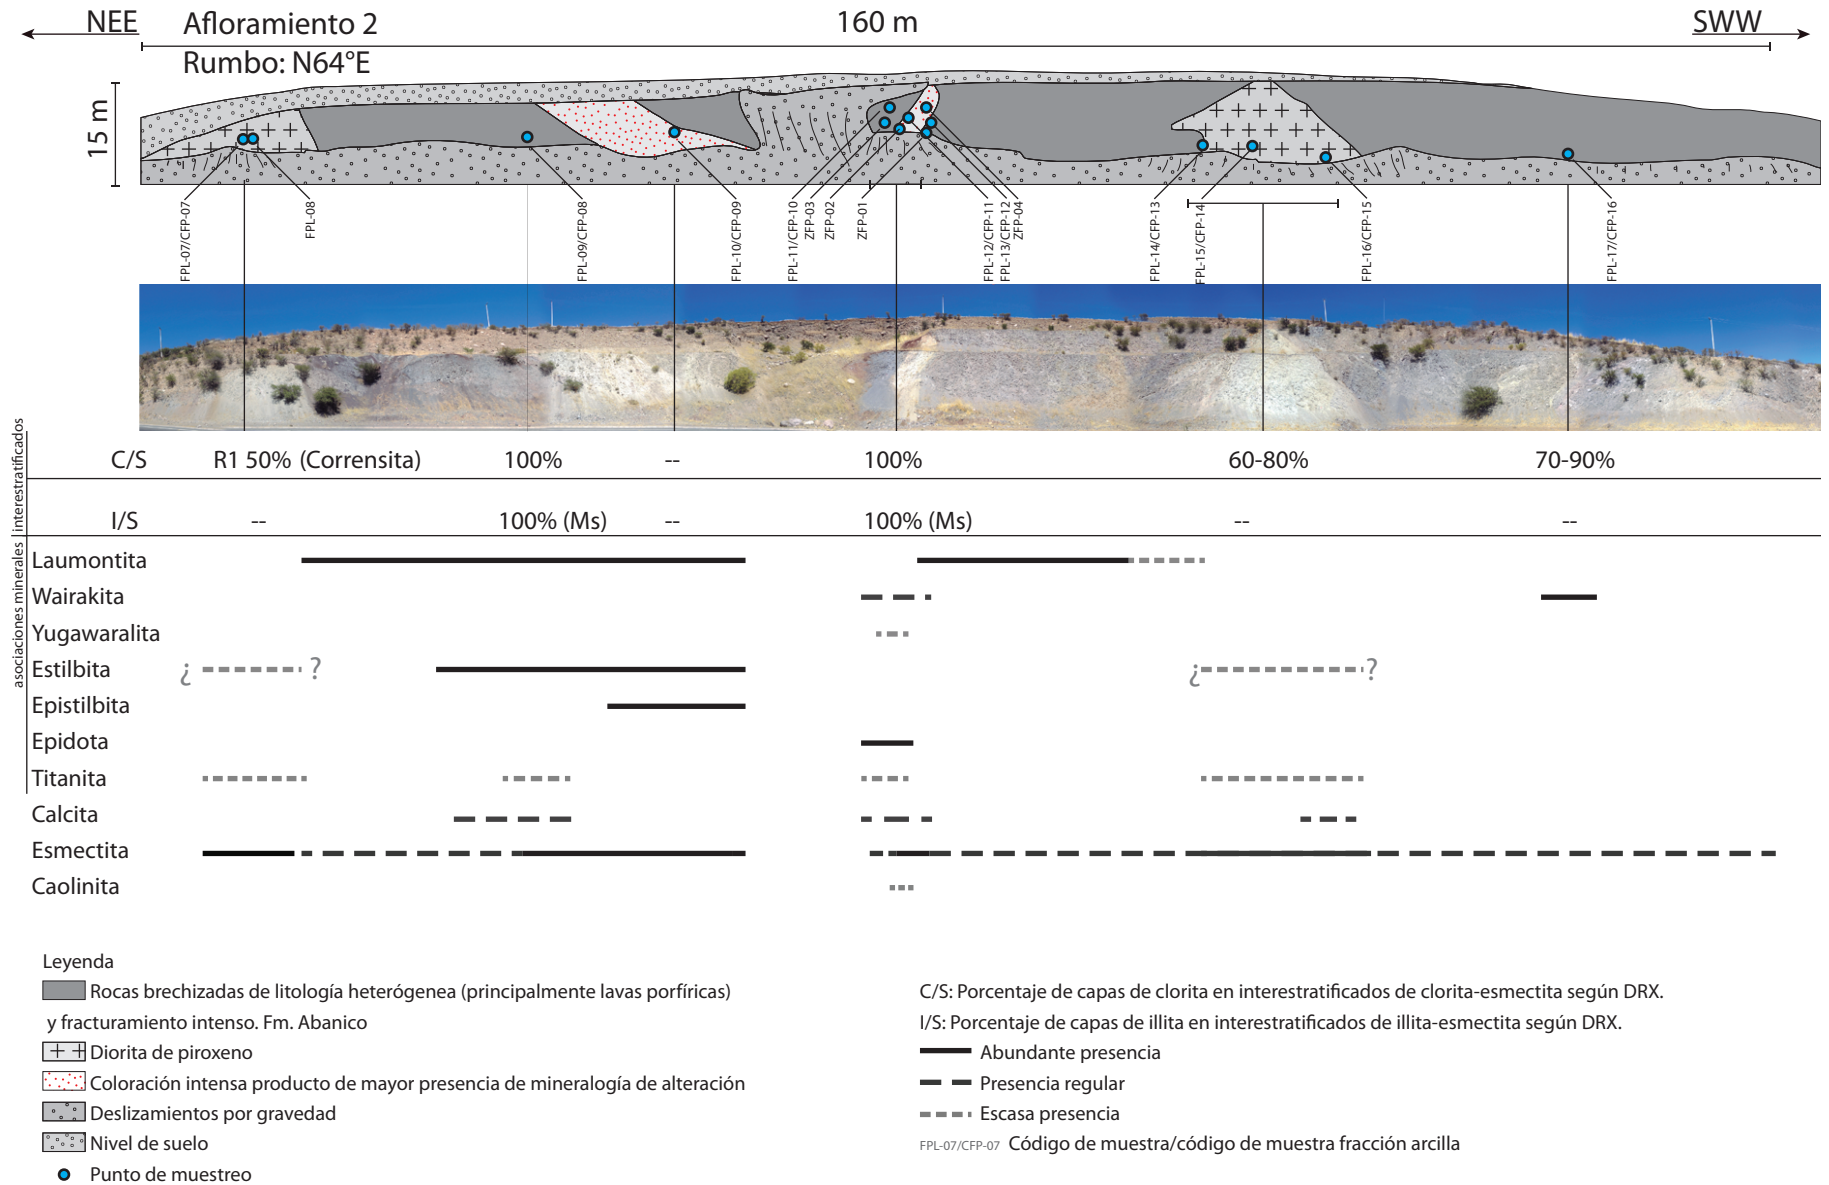 NEE
Afloramiento 2
160 m
SWW
Rumbo: N64°E
15 m
FPL-07/CFP-07
FPL-08
FPL-09/CFP-08
FPL-10/CFP-09
FPL-11/CFP-10
ZFP-03
ZFP-02
ZFP-01
FPL-12/CFP-11
FPL-13/CFP-12
ZFP-04
FPL-14/CFP-13
FPL-15/CFP-14
FPL-16/CFP-15
FPL-17/CFP-16
interestratificados
C/S R1 50% (Corrensita) 100% -- 100% 60-80% 70-90%
I/S -- 100% (Ms) -- 100% (Ms) -- --
asociaciones minerales
Laumontita
Wairakita
Yugawaralita
Estilbita ¿ ? ¿ ?
Epistilbita
Epidota
Titanita
Calcita
Esmectita
Caolinita
Leyenda
Rocas brechizadas de litología heterógenea (principalmente lavas porfíricas)
y fracturamiento intenso. Fm. Abanico
Diorita de piroxeno
Coloración intensa producto de mayor presencia de mineralogía de alteración
Deslizamientos por gravedad
Nivel de suelo
Punto de muestreo
C/S: Porcentaje de capas de clorita en interestratificados de clorita-esmectita según DRX.
I/S: Porcentaje de capas de illita en interestratificados de illita-esmectita según DRX.
Abundante presencia
Presencia regular
Escasa presencia
FPL-07/CFP-07 Código de muestra/código de muestra fracción arcilla